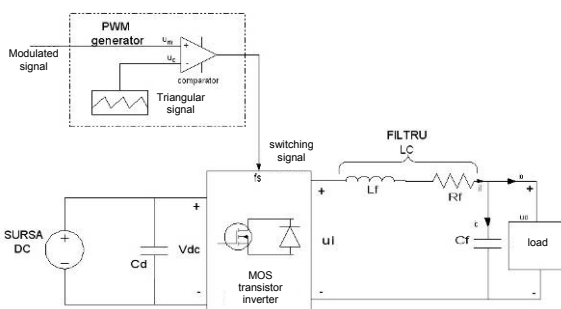 PWM
generator
Modulated
signal
um
+
uc
-
comparator
Triangular
signal
switching
signal
FILTRU
LC
fs
+
Lf
Rf
+
SURSA
DC
+
-
Cd
+
Vdc
-
MOS
transistor
inverter
ui
-
Cf
uo
load
-